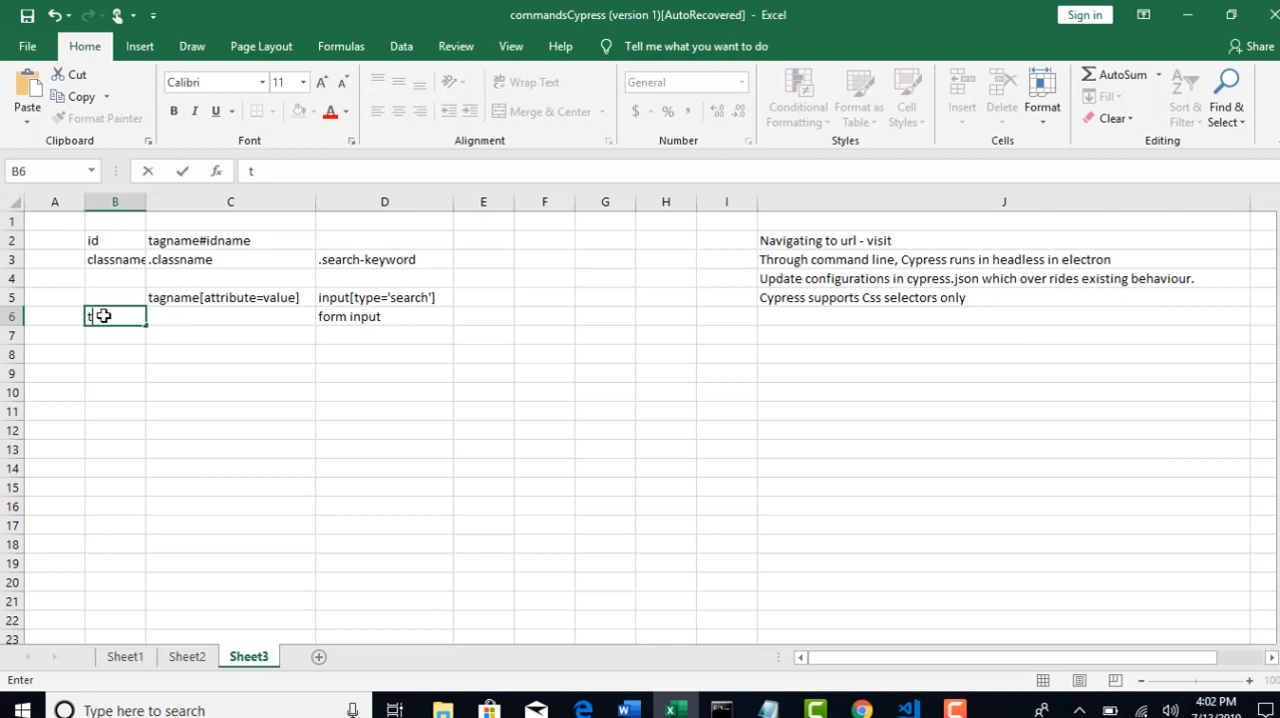 commandsCypress (version 1)[AutoRecovered] - Excel
Sign in
File Home Insert Draw Page Layout Formulas Data Review View Help Tell me what you want to do Share
Paste
Cut
Copy
Format Painter
Clipboard
Calibri 11
B I U
Font
Wrap Text
Merge & Center
Alignment
General
$ % ,
Number
Conditional Formatting
Format as Table
Cell Styles
Styles
Insert
Delete
Format
Cells
AutoSum
Fill
Clear
Sort & Filter
Find & Select
Editing
B6 fx t
A B C D E F G H I J
1
2 id tagname#idname Navigating to url - visit
3 classname .classname .search-keyword Through command line, Cypress runs in headless in electron
4 Update configurations in cypress.json which over rides existing behaviour.
5 tagname[attribute=value] input[type='search'] Cypress supports Css selectors only
6 t form input
7
8
9
10
11
12
13
14
15
16
17
18
19
20
21
22
23
Sheet1 Sheet2 Sheet3
Enter
100
Type here to search
4:02 PM